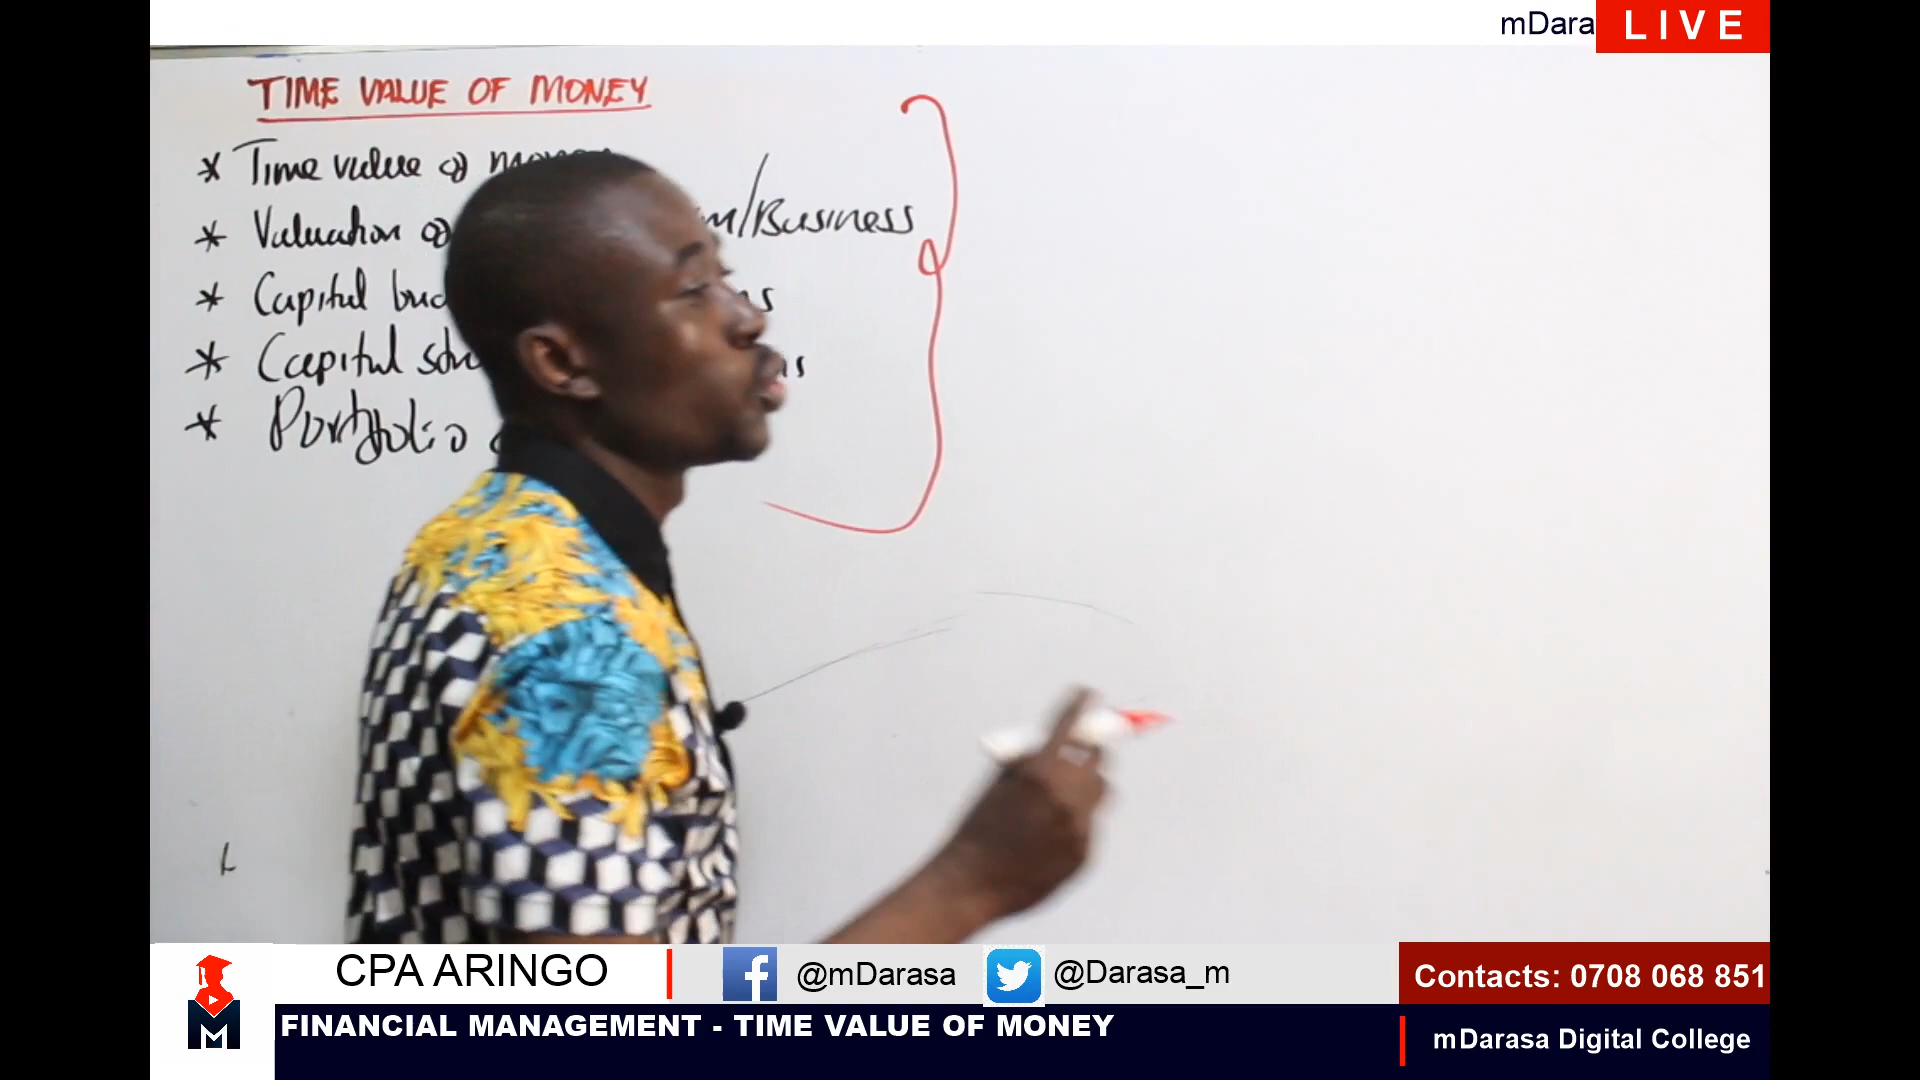 mDara
LIVE
TIME VALUE OF MONEY
* Time value of money
* Valuation of /Business
* Capital
* Capital
* Portfolio
CPA ARINGO
@mDarasa
@Darasa_m
Contacts: 0708 068 851
M
FINANCIAL MANAGEMENT - TIME VALUE OF MONEY
mDarasa Digital College